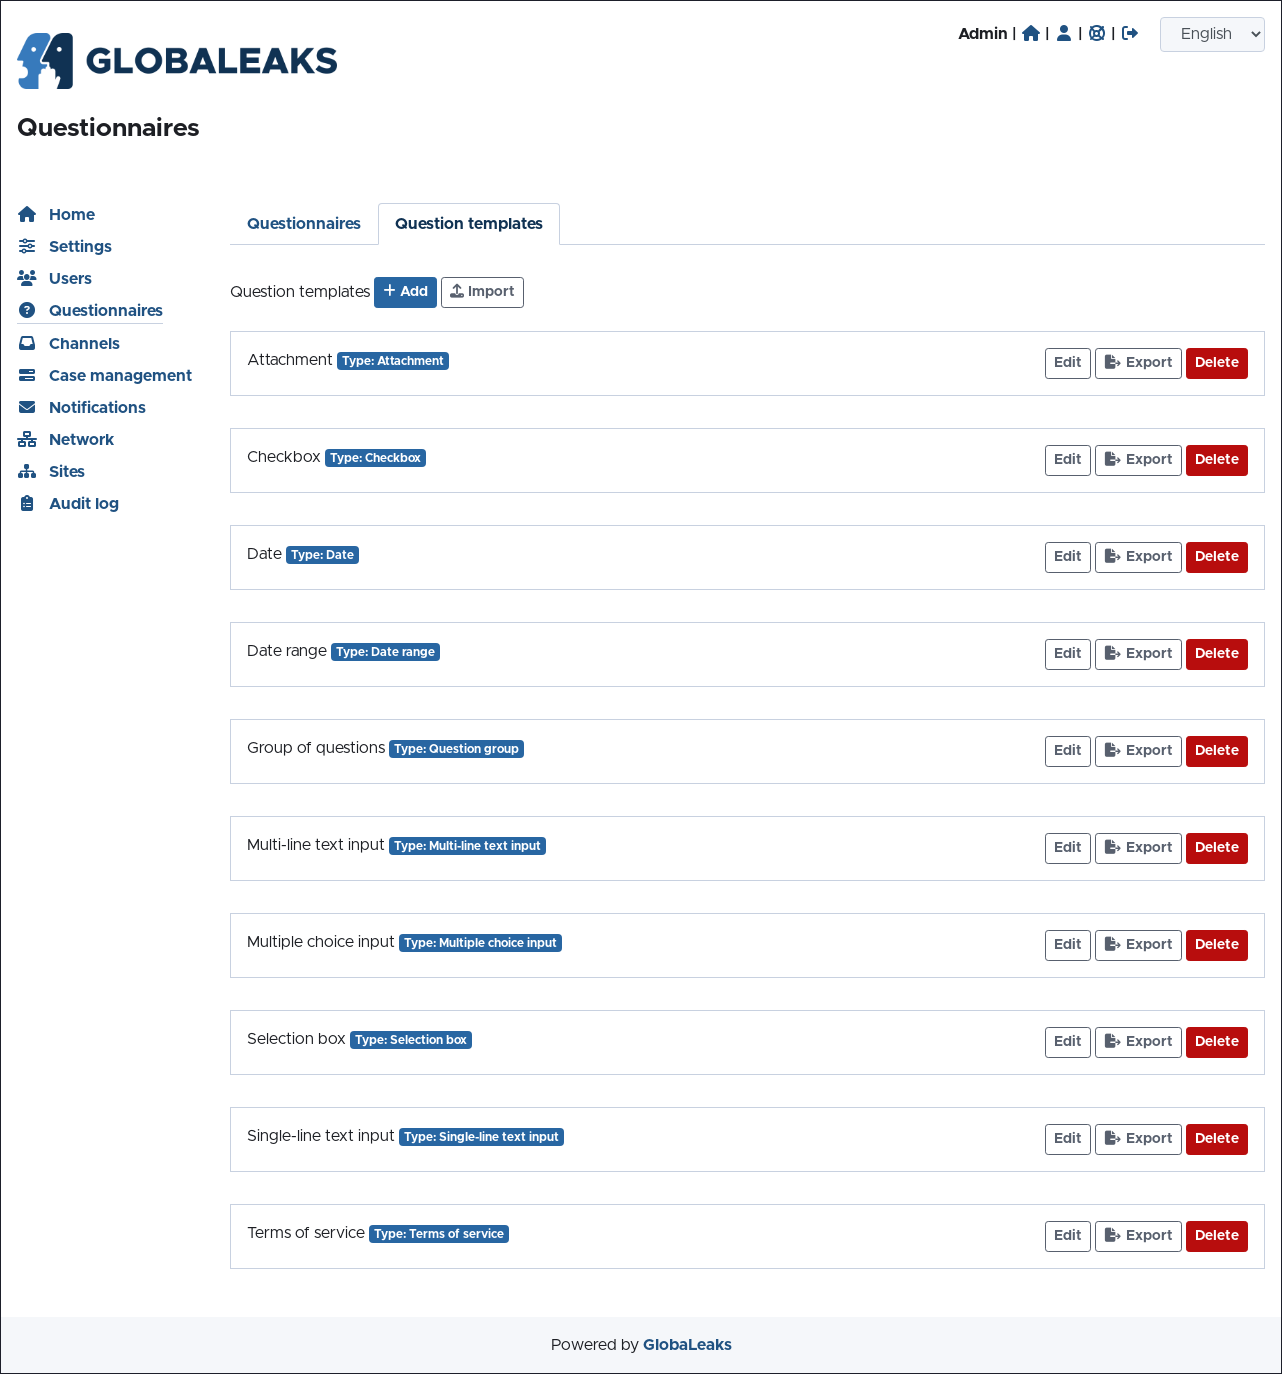 GLOBALEAKS
Admin | | | |
English
Questionnaires
Home
Settings
Users
Questionnaires
Channels
Case management
Notifications
Network
Sites
Audit log
Questionnaires Question templates
Question templates Add Import
Attachment Type: Attachment Edit Export Delete
Checkbox Type: Checkbox Edit Export Delete
Date Type: Date Edit Export Delete
Date range Type: Date range Edit Export Delete
Group of questions Type: Question group Edit Export Delete
Multi-line text input Type: Multi-line text input Edit Export Delete
Multiple choice input Type: Multiple choice input Edit Export Delete
Selection box Type: Selection box Edit Export Delete
Single-line text input Type: Single-line text input Edit Export Delete
Terms of service Type: Terms of service Edit Export Delete
Powered by GlobaLeaks